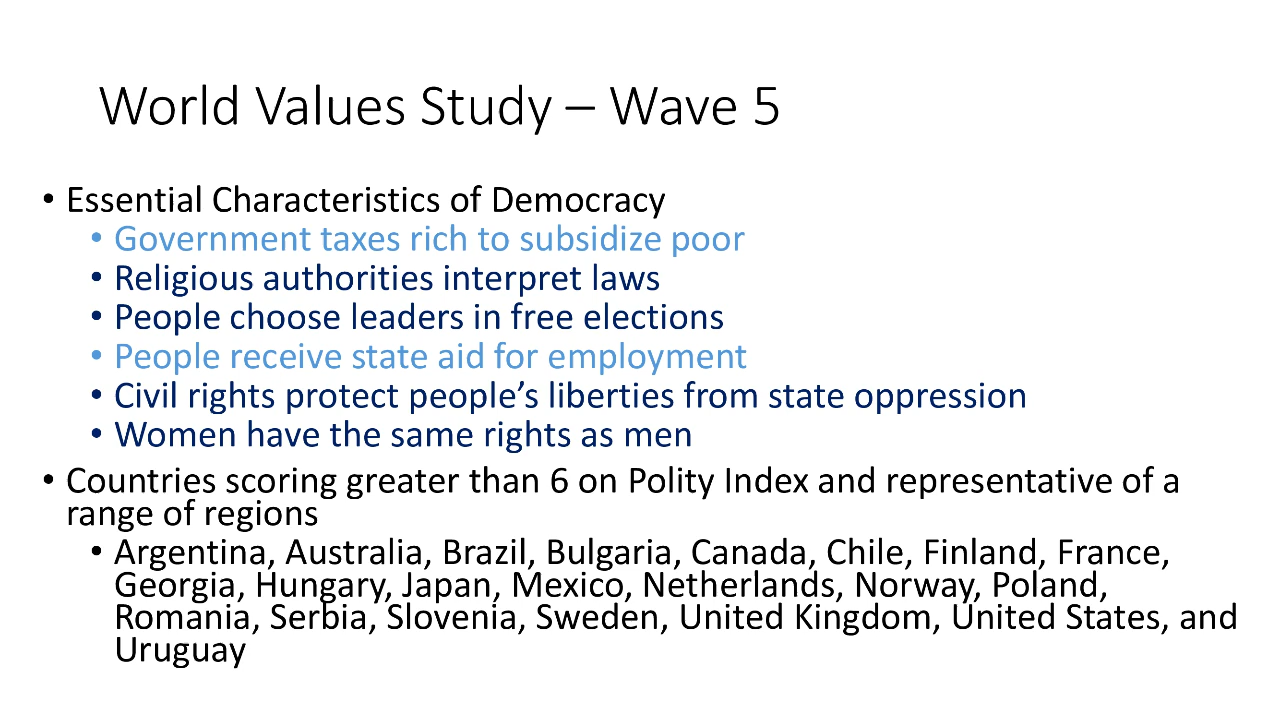 World Values Study – Wave 5
• Essential Characteristics of Democracy
• Government taxes rich to subsidize poor
• Religious authorities interpret laws
• People choose leaders in free elections
• People receive state aid for employment
• Civil rights protect people’s liberties from state oppression
• Women have the same rights as men
• Countries scoring greater than 6 on Polity Index and representative of a
range of regions
• Argentina, Australia, Brazil, Bulgaria, Canada, Chile, Finland, France,
Georgia, Hungary, Japan, Mexico, Netherlands, Norway, Poland,
Romania, Serbia, Slovenia, Sweden, United Kingdom, United States, and
Uruguay